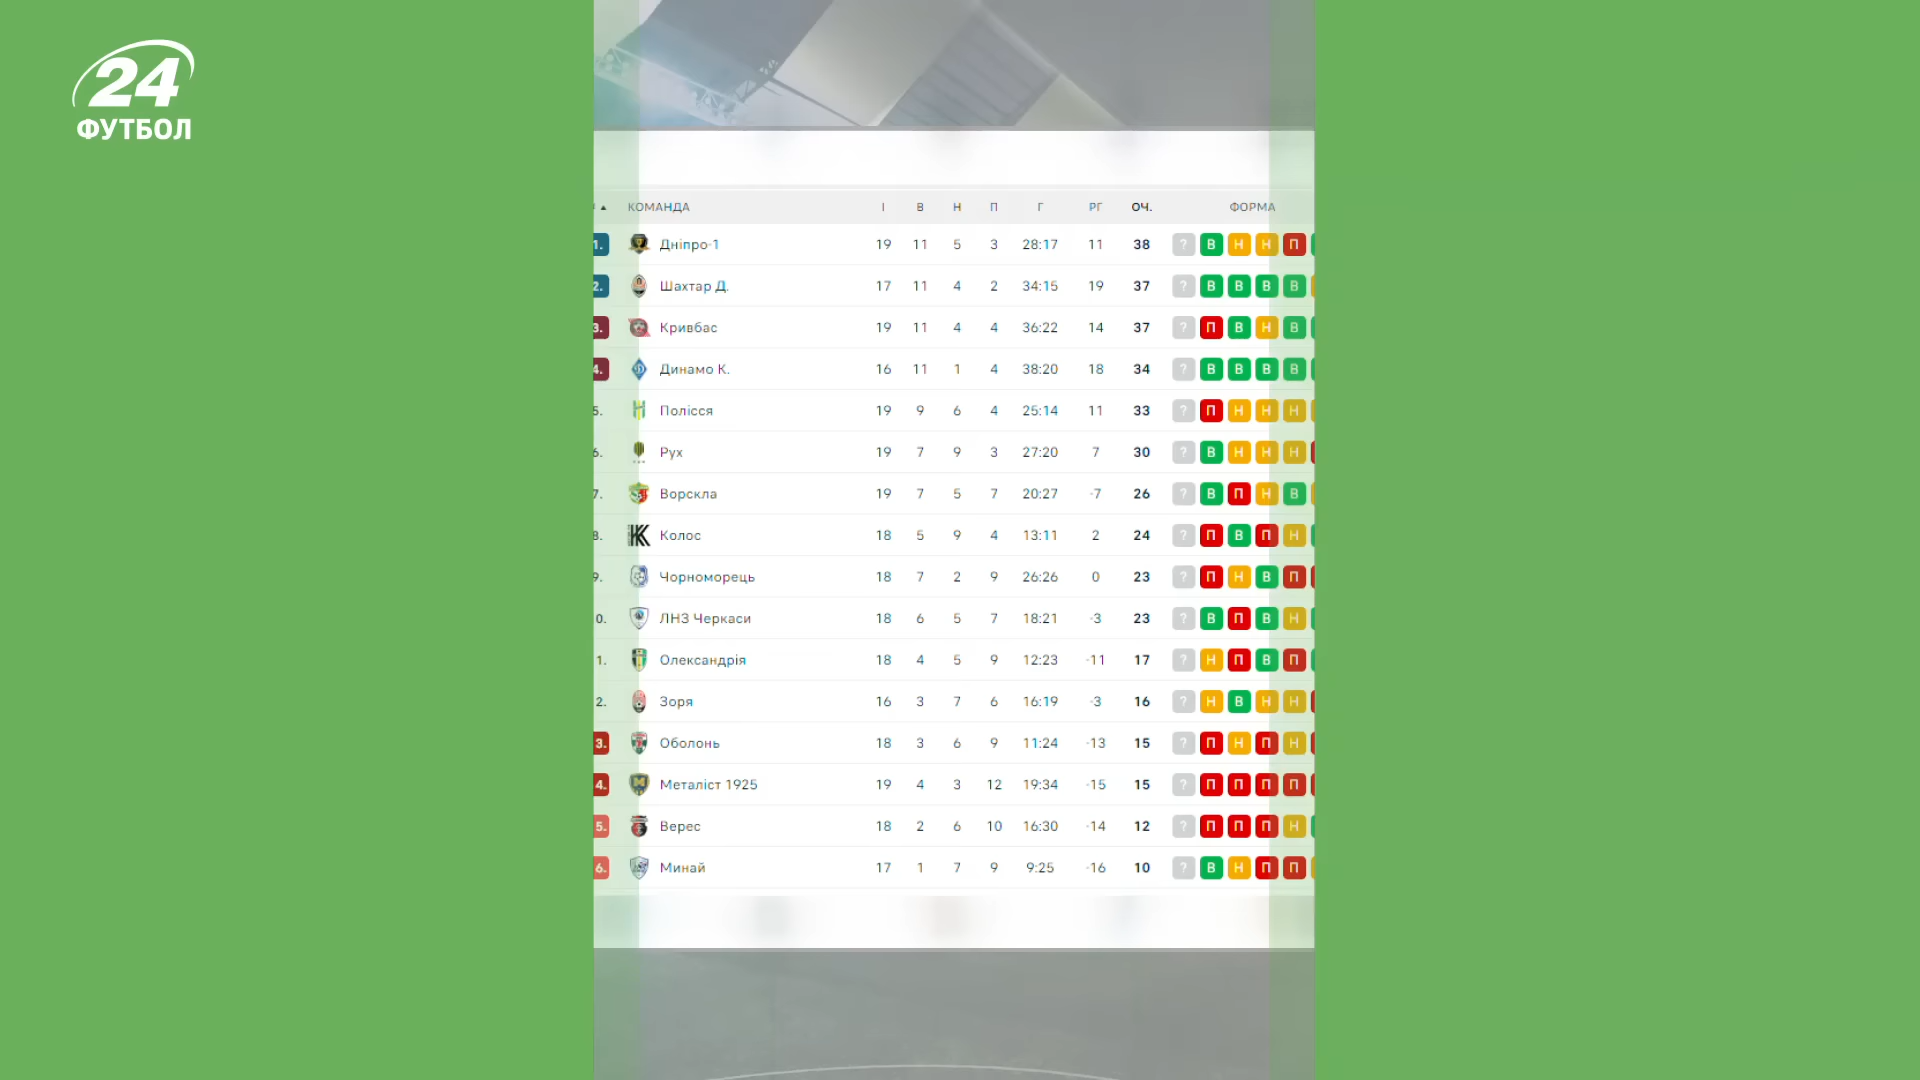 24
ФУТБОЛ
КОМАНДА І В Н П Г РГ ОЧ. ФОРМА
1. Дніпро-1 19 11 5 3 28:17 11 38 ? В Н Н П
2. Шахтар Д. 17 11 4 2 34:15 19 37 ? В В В В
3. Кривбас 19 11 4 4 36:22 14 37 ? П В Н В
4. Динамо К. 16 11 1 4 38:20 18 34 ? В В В В
5. Полісся 19 9 6 4 25:14 11 33 ? П Н Н Н
6. Рух 19 7 9 3 27:20 7 30 ? В Н Н Н
7. Ворскла 19 7 5 7 20:27 -7 26 ? В П Н В
8. Колос 18 5 9 4 13:11 2 24 ? П В П Н
9. Чорноморець 18 7 2 9 26:26 0 23 ? П Н В П
0. ЛНЗ Черкаси 18 6 5 7 18:21 -3 23 ? В П В Н
1. Олександрія 18 4 5 9 12:23 -11 17 ? Н П В П
2. Зоря 16 3 7 6 16:19 -3 16 ? Н В Н Н
3. Оболонь 18 3 6 9 11:24 -13 15 ? П Н П Н
4. Металіст 1925 19 4 3 12 19:34 -15 15 ? П П П П
5. Верес 18 2 6 10 16:30 -14 12 ? П П П Н
6. Минай 17 1 7 9 9:25 -16 10 ? В Н П П